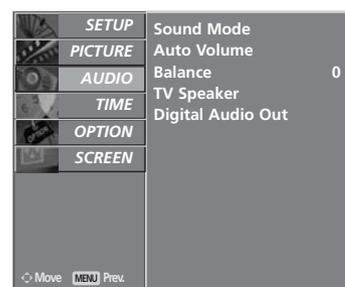 SETUP
PICTURE
AUDIO
TIME
OPTION
SCREEN
Sound Mode
Auto Volume
Balance 0
TV Speaker
Digital Audio Out
Move MENU Prev.